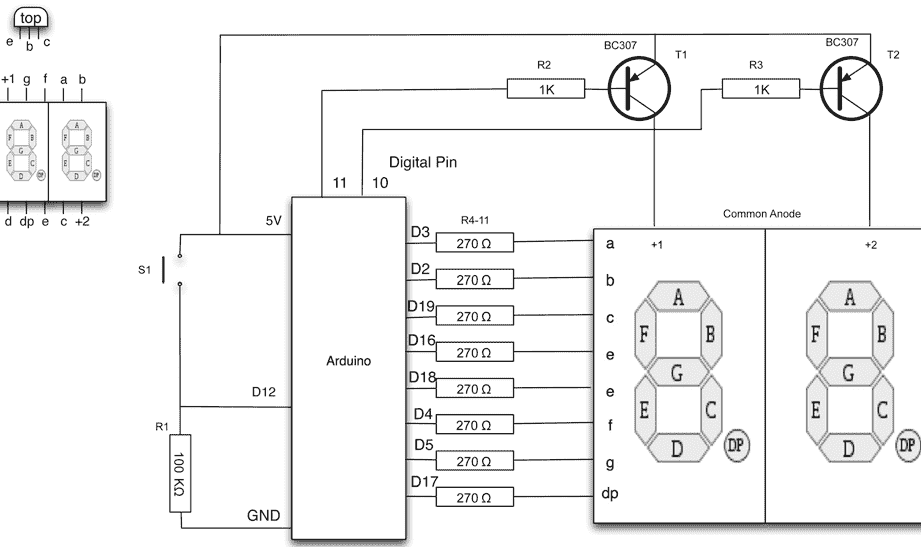 top
e b c
+1 g f a b
A A
F B F B
G G
E C E C
D DP D DP
d dp e c +2
BC307 T1
BC307 T2
R2
1K
R3
1K
Digital Pin
11 10
5V
S1
D12
R1
100 KΩ
GND
Arduino
R4-11
D3 270 Ω a
D2 270 Ω b
D19 270 Ω c
D16 270 Ω e
D18 270 Ω e
D4 270 Ω f
D5 270 Ω g
D17 270 Ω dp
Common Anode
+1 +2
A A
F B F B
G G
E C E C
D DP D DP